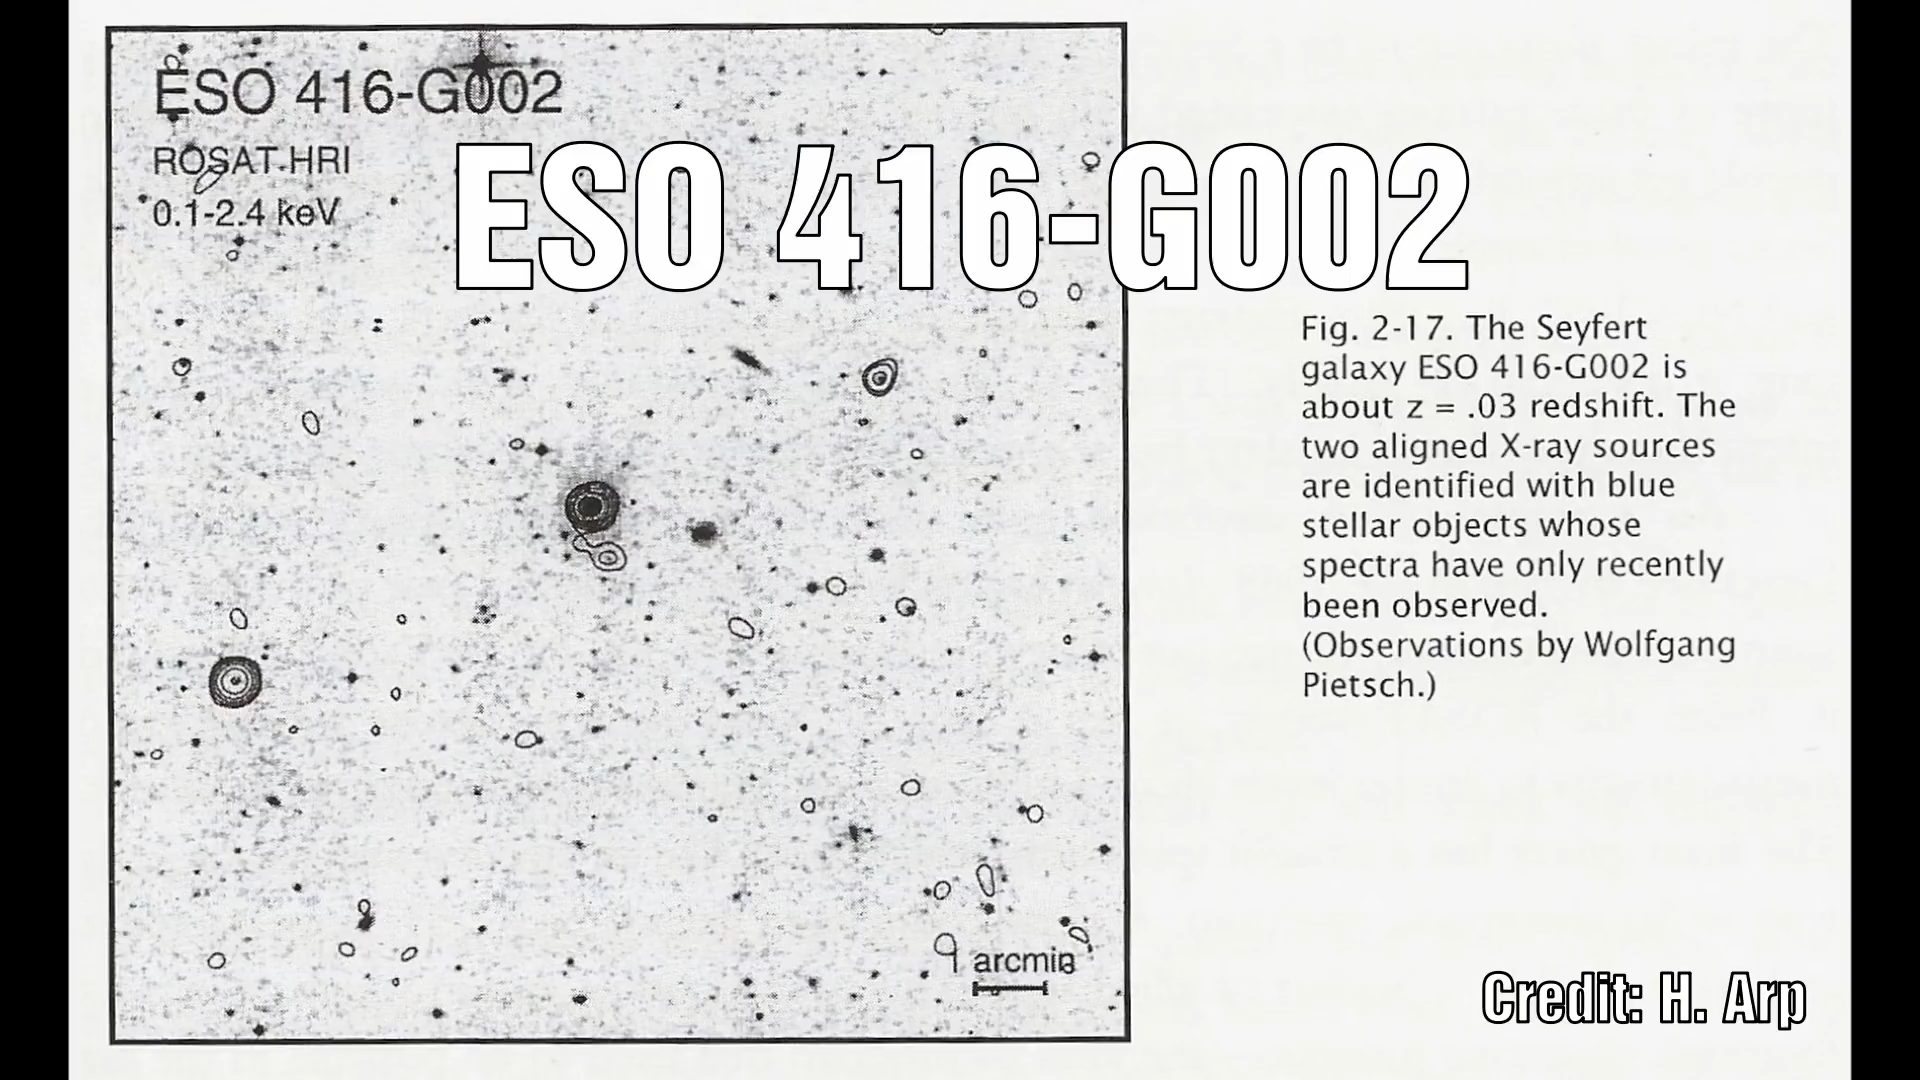 ESO 416-G002
ROSAT HRI
0.1-2.4 keV
ESO 416-G002
Fig. 2-17. The Seyfert
galaxy ESO 416-G002 is
about z = .03 redshift. The
two aligned X-ray sources
are identified with blue
stellar objects whose
spectra have only recently
been observed.
(Observations by Wolfgang
Pietsch.)
1 arcmin
Credit: H. Arp